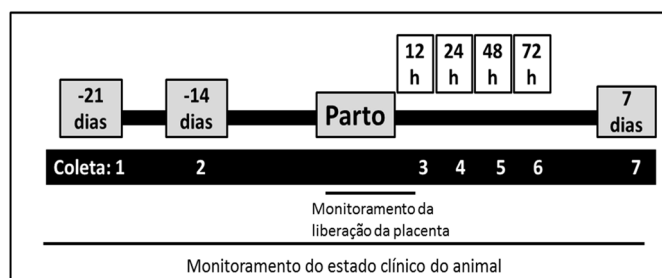 12 h
24 h
48 h
72 h
-21 dias
-14 dias
Parto
7 dias
Coleta: 1 2 3 4 5 6 7
Monitoramento da
liberação da placenta
Monitoramento do estado clínico do animal